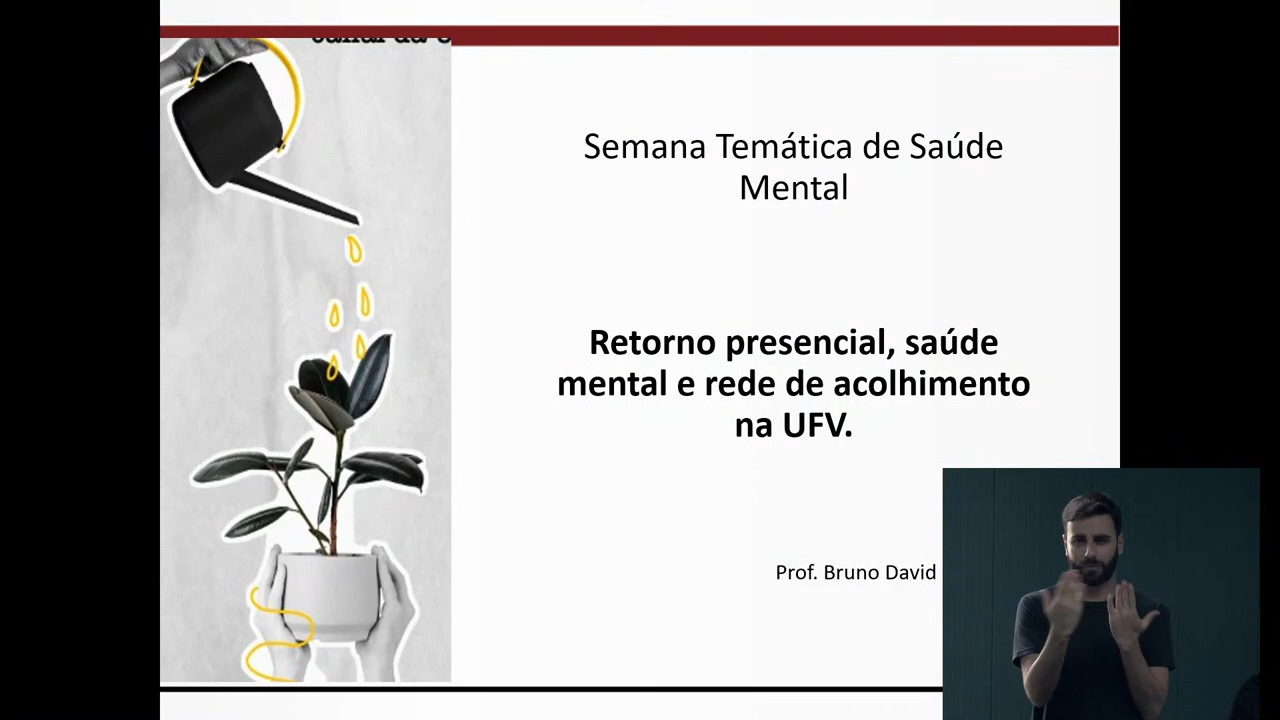 Semana Temática de Saúde
Mental
Retorno presencial, saúde
mental e rede de acolhimento
na UFV.
Prof. Bruno David